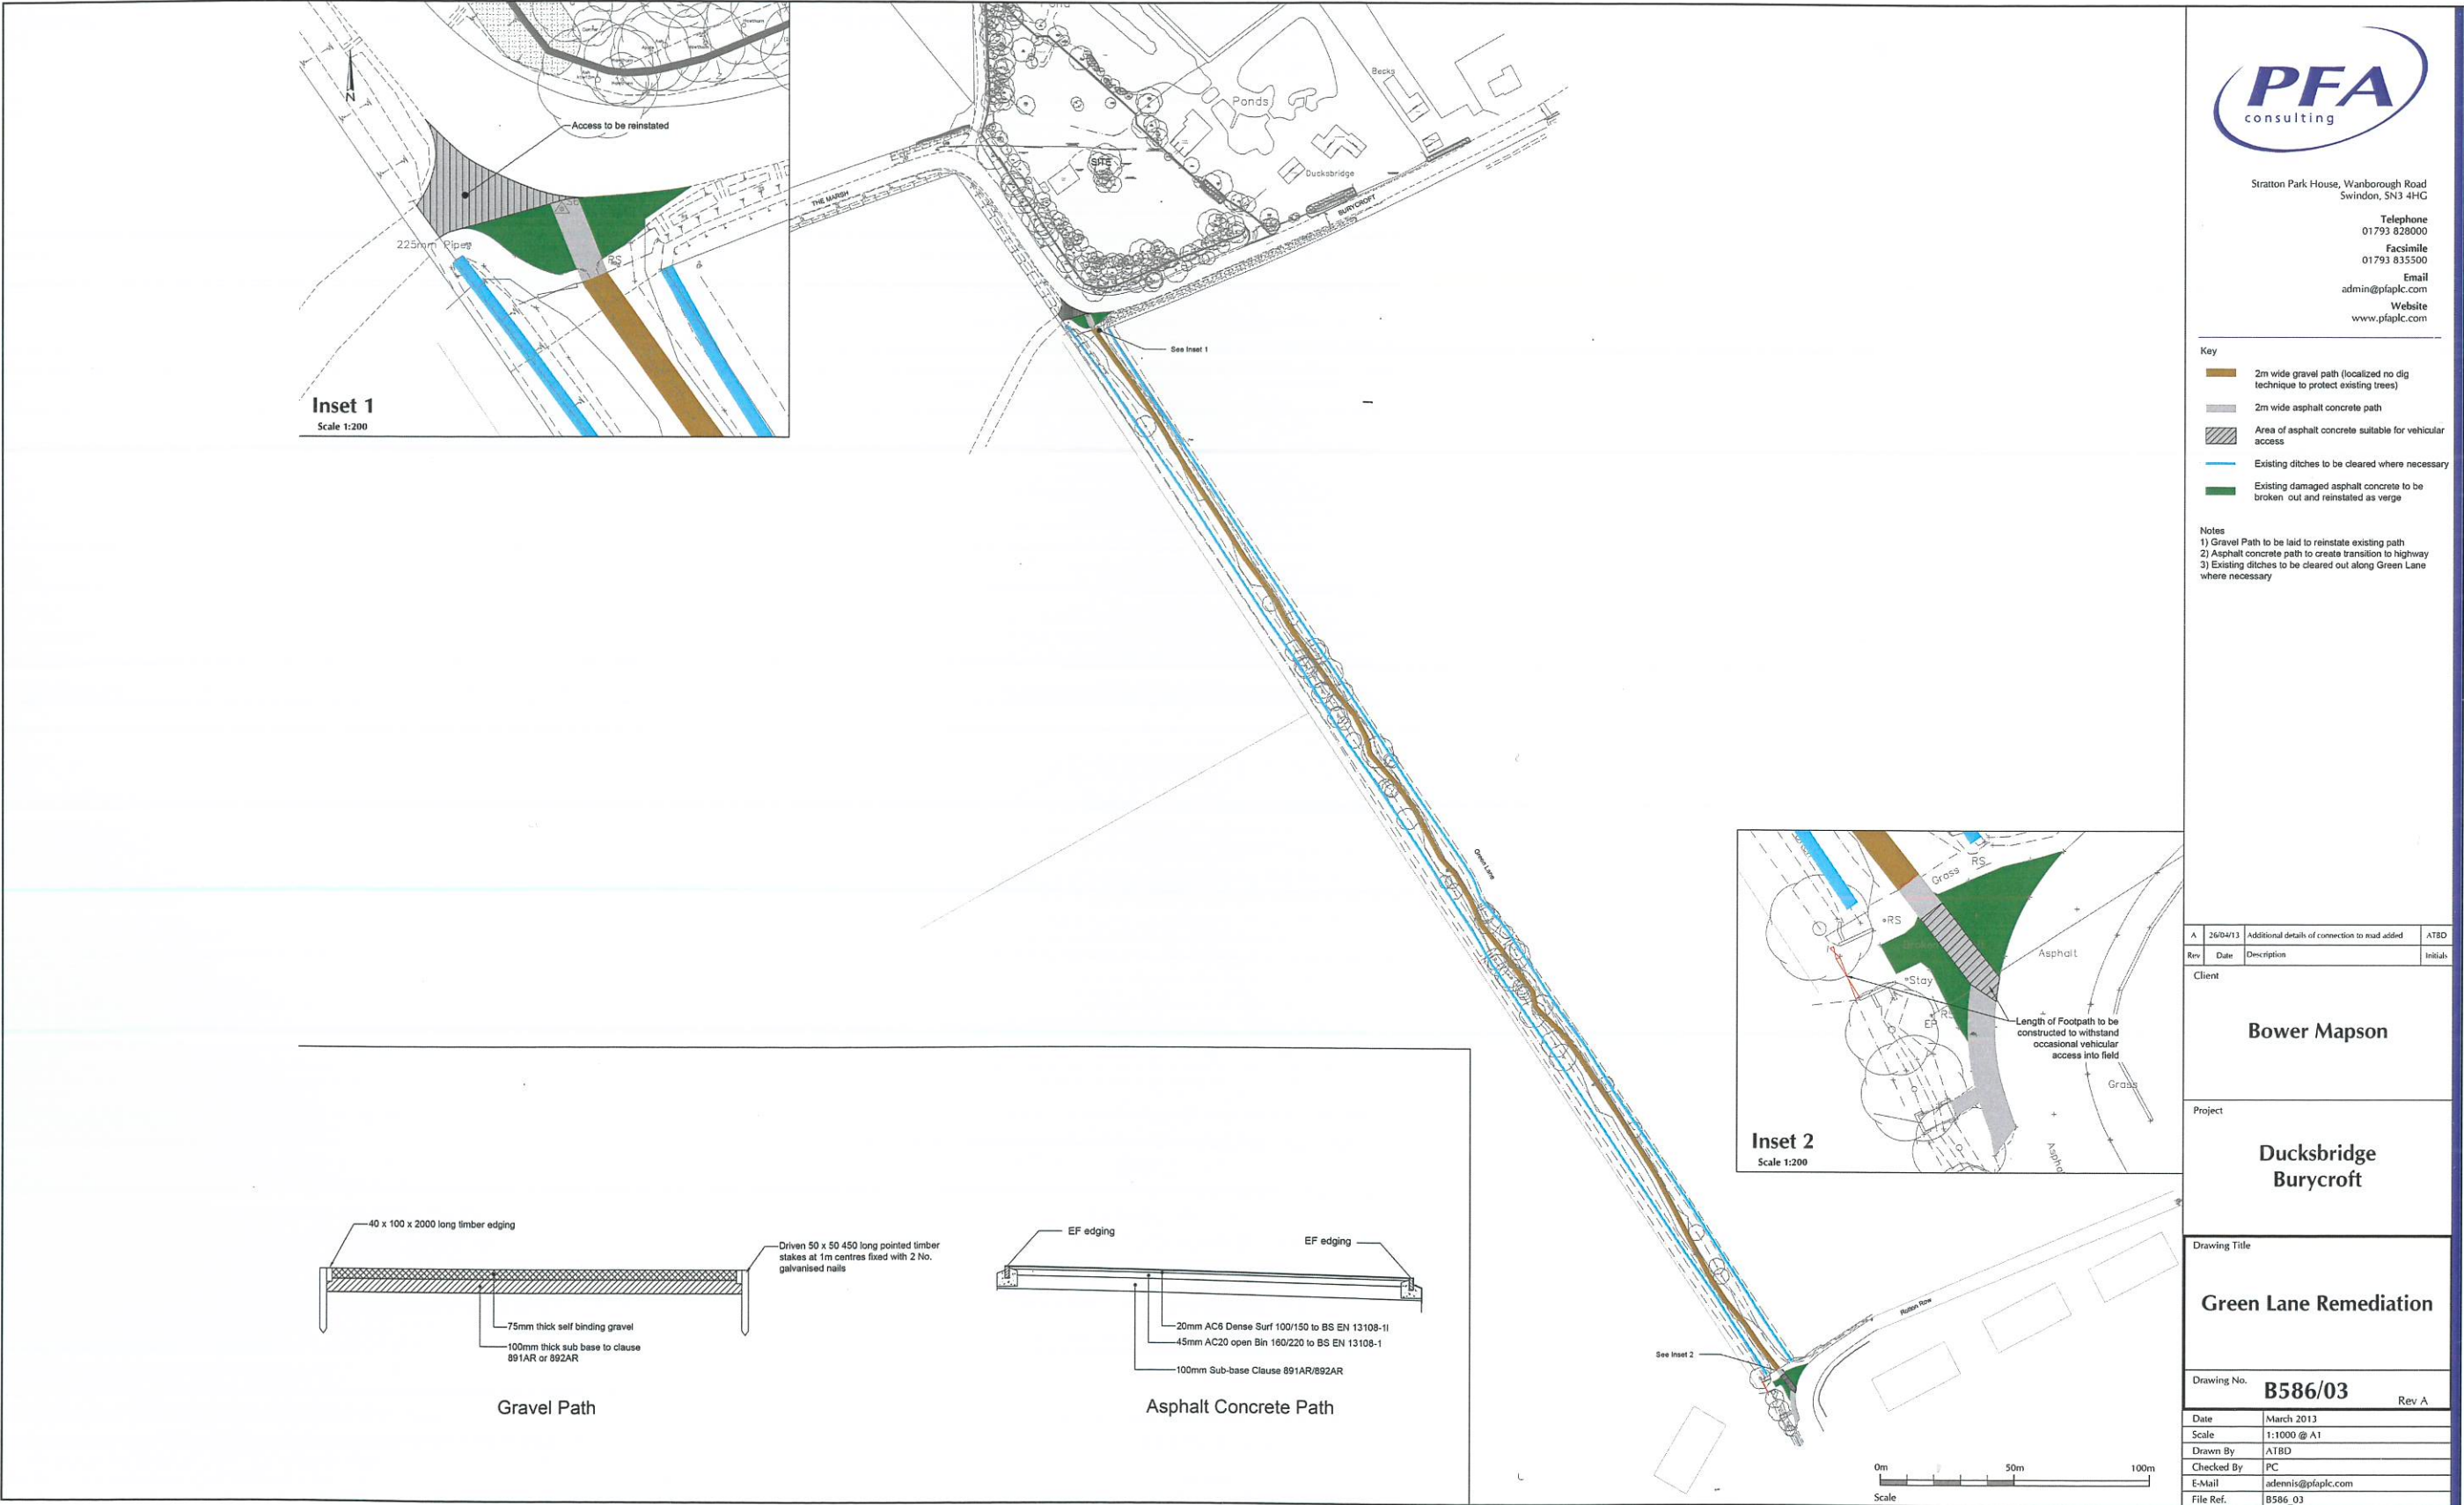 N
Access to be reinstated
225mm Pipe
RS
Inset 1
Scale 1:200
THE MARSH
SITE
Ponds
Becks
Ducksbridge
BURYCROFT
See Inset 1
Green Lane
Grass
RS
RS
Asphalt
Stay
EP
RS
Length of Footpath to be
constructed to withstand
occasional vehicular
access into field
Grass
Inset 2
Scale 1:200
Rutton Row
See Inset 2
0m
50m
100m
Scale
40 x 100 x 2000 long timber edging
Driven 50 x 50 450 long pointed timber
stakes at 1m centres fixed with 2 No.
galvanised nails
75mm thick self binding gravel
100mm thick sub base to clause
891AR or 892AR
Gravel Path
EF edging
EF edging
20mm AC6 Dense Surf 100/150 to BS EN 13108-1l
45mm AC20 open Bin 160/220 to BS EN 13108-1
100mm Sub-base Clause 891AR/892AR
Asphalt Concrete Path
PFA
consulting
Stratton Park House, Wanborough Road
Swindon, SN3 4HG
Telephone
01793 828000
Facsimile
01793 835500
Email
admin@pfaplc.com
Website
www.pfaplc.com
Key
2m wide gravel path (localized no dig
technique to protect existing trees)
2m wide asphalt concrete path
Area of asphalt concrete suitable for vehicular
access
Existing ditches to be cleared where necessary
Existing damaged asphalt concrete to be
broken out and reinstated as verge
Notes
1) Gravel Path to be laid to reinstate existing path
2) Asphalt concrete path to create transition to highway
3) Existing ditches to be cleared out along Green Lane
where necessary
A 26/04/13 Additional details of connection to road added ATBD
Rev Date Description Initials
Client
Bower Mapson
Project
Ducksbridge
Burycroft
Drawing Title
Green Lane Remediation
Drawing No.
B586/03
Rev A
Date March 2013
Scale 1:1000 @ A1
Drawn By ATBD
Checked By PC
E-Mail adennis@pfaplc.com
File Ref. B586_03